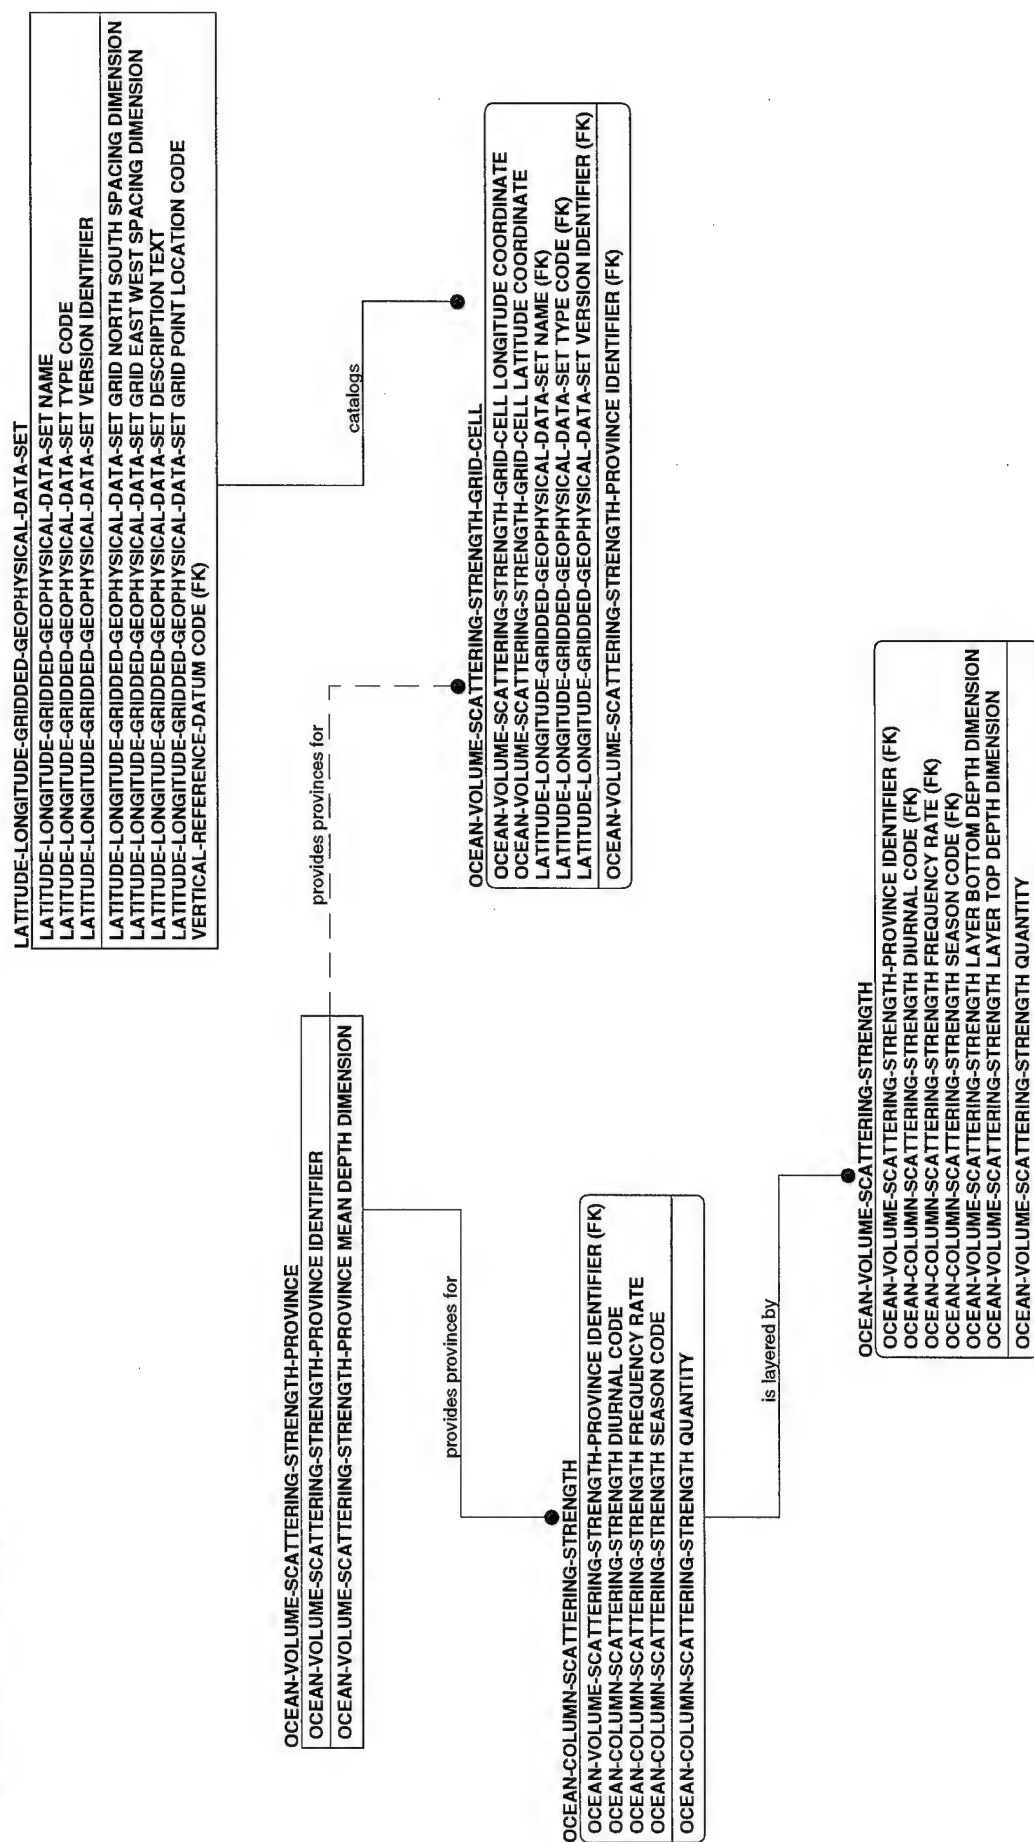 LATITUDE-LONGITUDE-GRIDDED-GEOPHYSICAL-DATA-SET
LATITUDE-LONGITUDE-GRIDDED-GEOPHYSICAL-DATA-SET NAME
LATITUDE-LONGITUDE-GRIDDED-GEOPHYSICAL-DATA-SET TYPE CODE
LATITUDE-LONGITUDE-GRIDDED-GEOPHYSICAL-DATA-SET VERSION IDENTIFIER
LATITUDE-LONGITUDE-GRIDDED-GEOPHYSICAL-DATA-SET GRID NORTH SOUTH SPACING DIMENSION
LATITUDE-LONGITUDE-GRIDDED-GEOPHYSICAL-DATA-SET GRID EAST WEST SPACING DIMENSION
LATITUDE-LONGITUDE-GRIDDED-GEOPHYSICAL-DATA-SET DESCRIPTION TEXT
LATITUDE-LONGITUDE-GRIDDED-GEOPHYSICAL-DATA-SET GRID POINT LOCATION CODE
VERTICAL-REFERENCE-DATUM CODE (FK)
catalogs
OCEAN-VOLUME-SCATTERING-STRENGTH-PROVINCE
OCEAN-VOLUME-SCATTERING-STRENGTH-PROVINCE IDENTIFIER
OCEAN-VOLUME-SCATTERING-STRENGTH-PROVINCE MEAN DEPTH DIMENSION
provides provinces for
OCEAN-VOLUME-SCATTERING-STRENGTH-GRID-CELL
OCEAN-VOLUME-SCATTERING-STRENGTH-GRID-CELL LONGITUDE COORDINATE
OCEAN-VOLUME-SCATTERING-STRENGTH-GRID-CELL LATITUDE COORDINATE
LATITUDE-LONGITUDE-GRIDDED-GEOPHYSICAL-DATA-SET NAME (FK)
LATITUDE-LONGITUDE-GRIDDED-GEOPHYSICAL-DATA-SET TYPE CODE (FK)
LATITUDE-LONGITUDE-GRIDDED-GEOPHYSICAL-DATA-SET VERSION IDENTIFIER (FK)
OCEAN-VOLUME-SCATTERING-STRENGTH-PROVINCE IDENTIFIER (FK)
provides provinces for
OCEAN-COLUMN-SCATTERING-STRENGTH
OCEAN-VOLUME-SCATTERING-STRENGTH-PROVINCE IDENTIFIER (FK)
OCEAN-COLUMN-SCATTERING-STRENGTH DIURNAL CODE
OCEAN-COLUMN-SCATTERING-STRENGTH FREQUENCY RATE
OCEAN-COLUMN-SCATTERING-STRENGTH SEASON CODE
OCEAN-COLUMN-SCATTERING-STRENGTH QUANTITY
is layered by
OCEAN-VOLUME-SCATTERING-STRENGTH
OCEAN-VOLUME-SCATTERING-STRENGTH-PROVINCE IDENTIFIER (FK)
OCEAN-COLUMN-SCATTERING-STRENGTH DIURNAL CODE (FK)
OCEAN-COLUMN-SCATTERING-STRENGTH FREQUENCY RATE (FK)
OCEAN-COLUMN-SCATTERING-STRENGTH SEASON CODE (FK)
OCEAN-VOLUME-SCATTERING-STRENGTH LAYER BOTTOM DEPTH DIMENSION
OCEAN-VOLUME-SCATTERING-STRENGTH LAYER TOP DEPTH DIMENSION
OCEAN-VOLUME-SCATTERING-STRENGTH QUANTITY